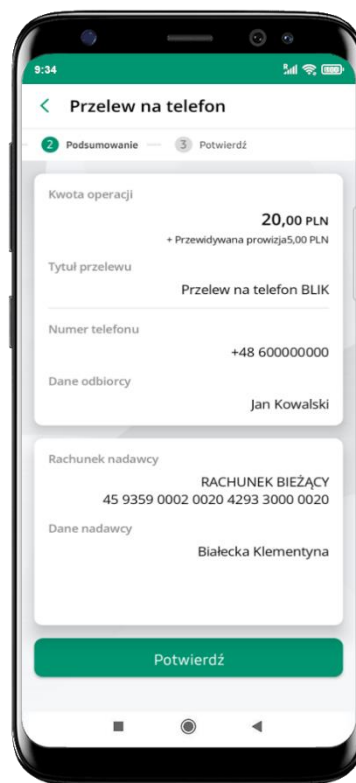 9:34
Przelew na telefon
2 Podsumowanie 3 Potwierdź
Kwota operacji
20,00 PLN
+ Przewidywana prowizja5,00 PLN
Tytuł przelewu
Przelew na telefon BLIK
Numer telefonu
+48 600000000
Dane odbiorcy
Jan Kowalski
Rachunek nadawcy
RACHUNEK BIEŻĄCY
45 9359 0002 0020 4293 3000 0020
Dane nadawcy
Białecka Klementyna
Potwierdź